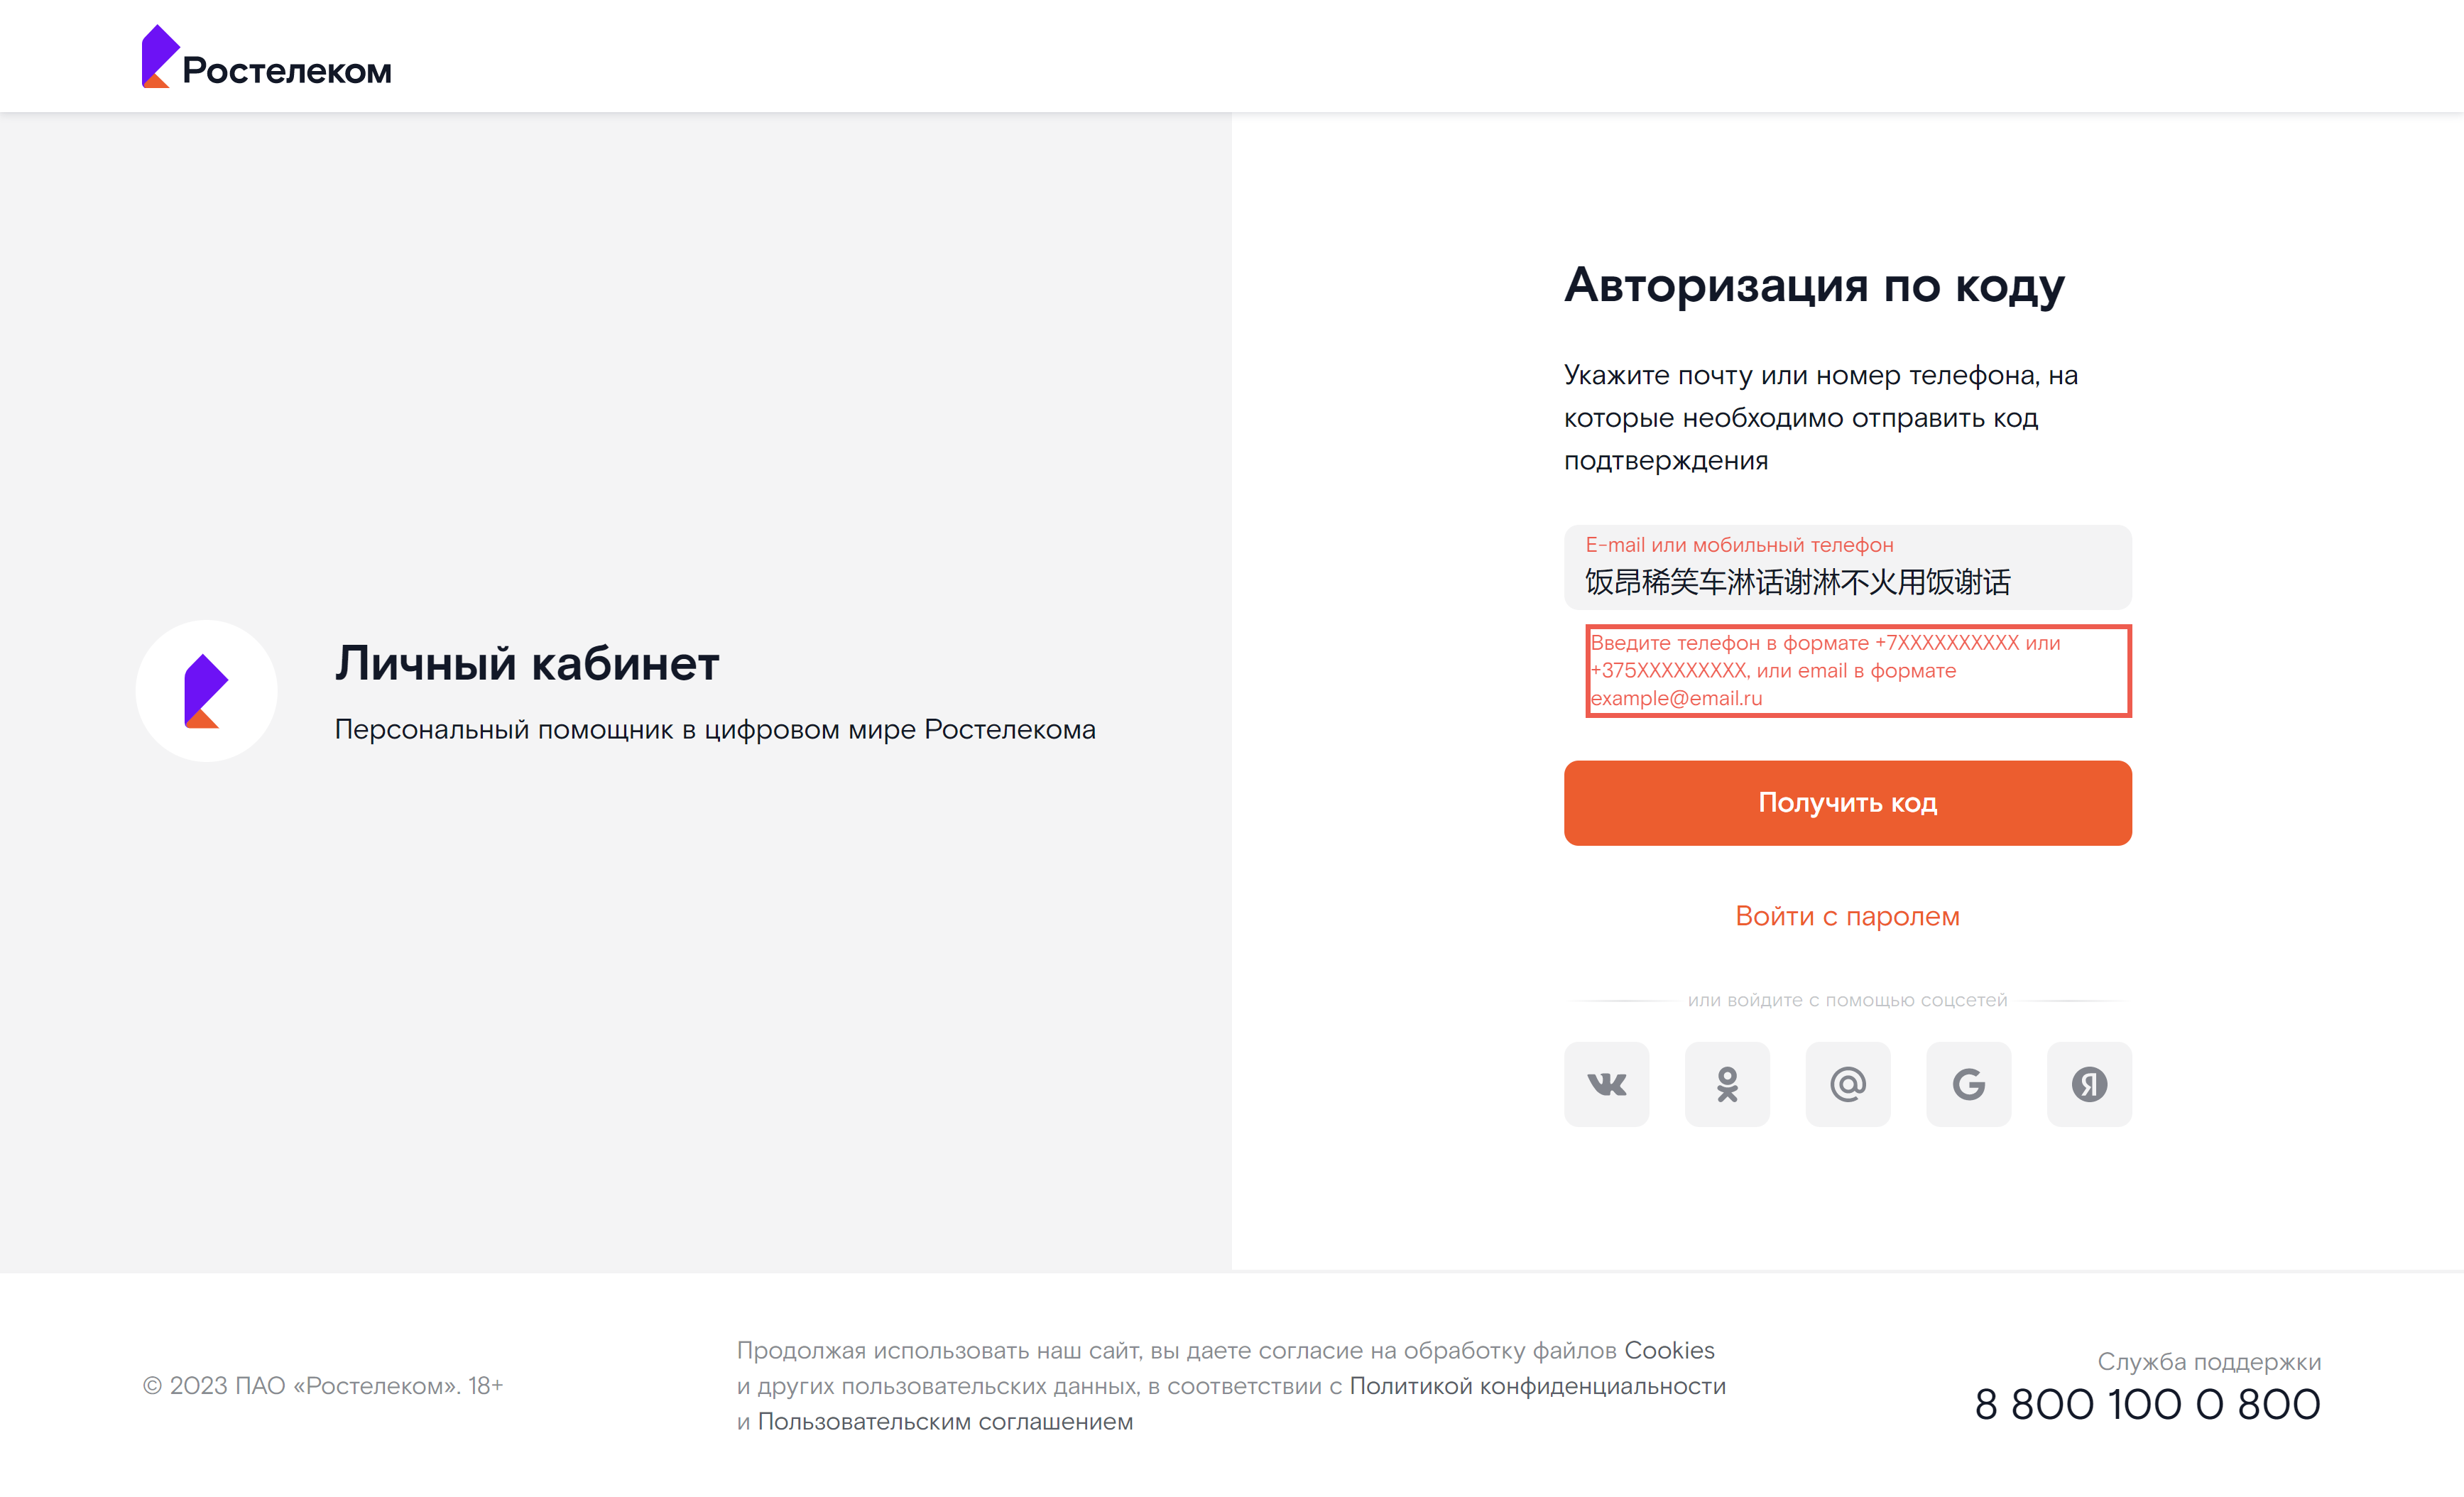 Ростелеком
Личный кабинет
Персональный помощник в цифровом мире Ростелекома
Авторизация по коду
Укажите почту или номер телефона, на
которые необходимо отправить код
подтверждения
E-mail или мобильный телефон
饭昂稀笑车淋话谢淋不火用饭谢话
Введите телефон в формате +7XXXXXXXXXX или
+375XXXXXXXXX, или email в формате
example@email.ru
Получить код
Войти с паролем
или войдите с помощью соцсетей
© 2023 ПАО «Ростелеком». 18+
Продолжая использовать наш сайт, вы даете согласие на обработку файлов Cookies
и других пользовательских данных, в соответствии с Политикой конфиденциальности
и Пользовательским соглашением
Служба поддержки
8 800 100 0 800